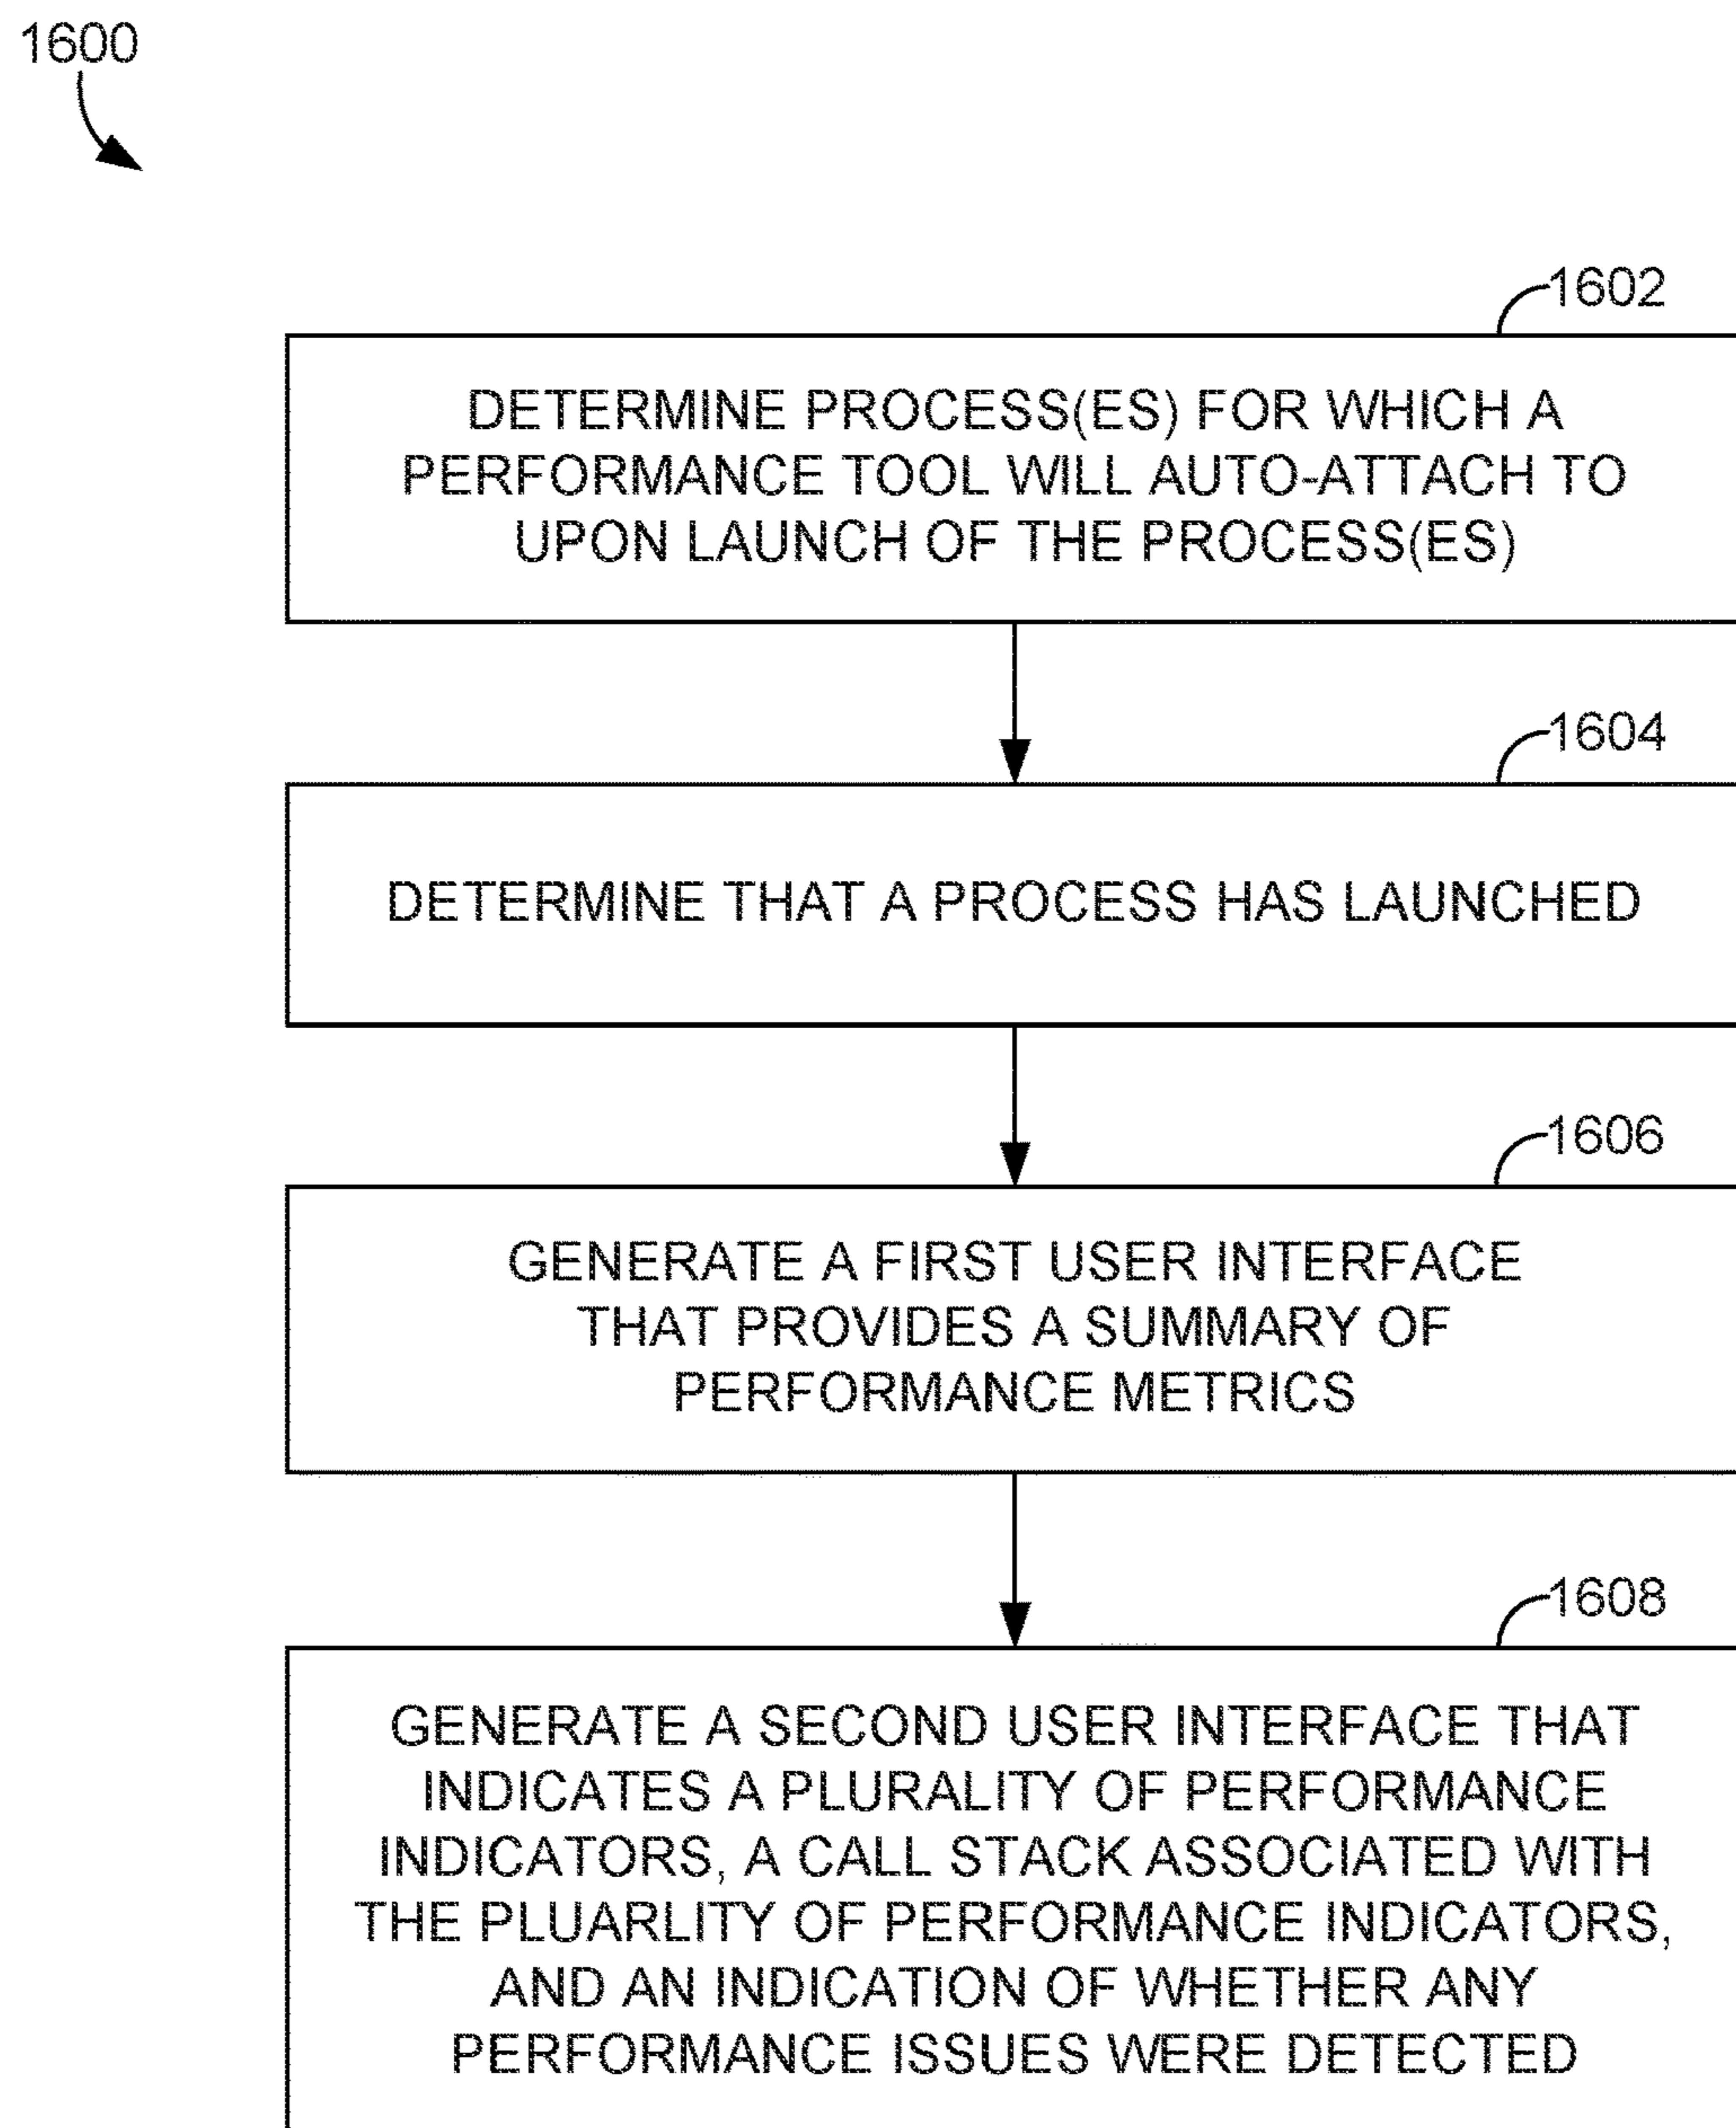 1600
1602
DETERMINE PROCESS(ES) FOR WHICH A
PERFORMANCE TOOL WILL AUTO-ATTACH TO
UPON LAUNCH OF THE PROCESS(ES)
1604
DETERMINE THAT A PROCESS HAS LAUNCHED
1606
GENERATE A FIRST USER INTERFACE
THAT PROVIDES A SUMMARY OF
PERFORMANCE METRICS
1608
GENERATE A SECOND USER INTERFACE THAT
INDICATES A PLURALITY OF PERFORMANCE
INDICATORS, A CALL STACK ASSOCIATED WITH
THE PLUARLITY OF PERFORMANCE INDICATORS,
AND AN INDICATION OF WHETHER ANY
PERFORMANCE ISSUES WERE DETECTED